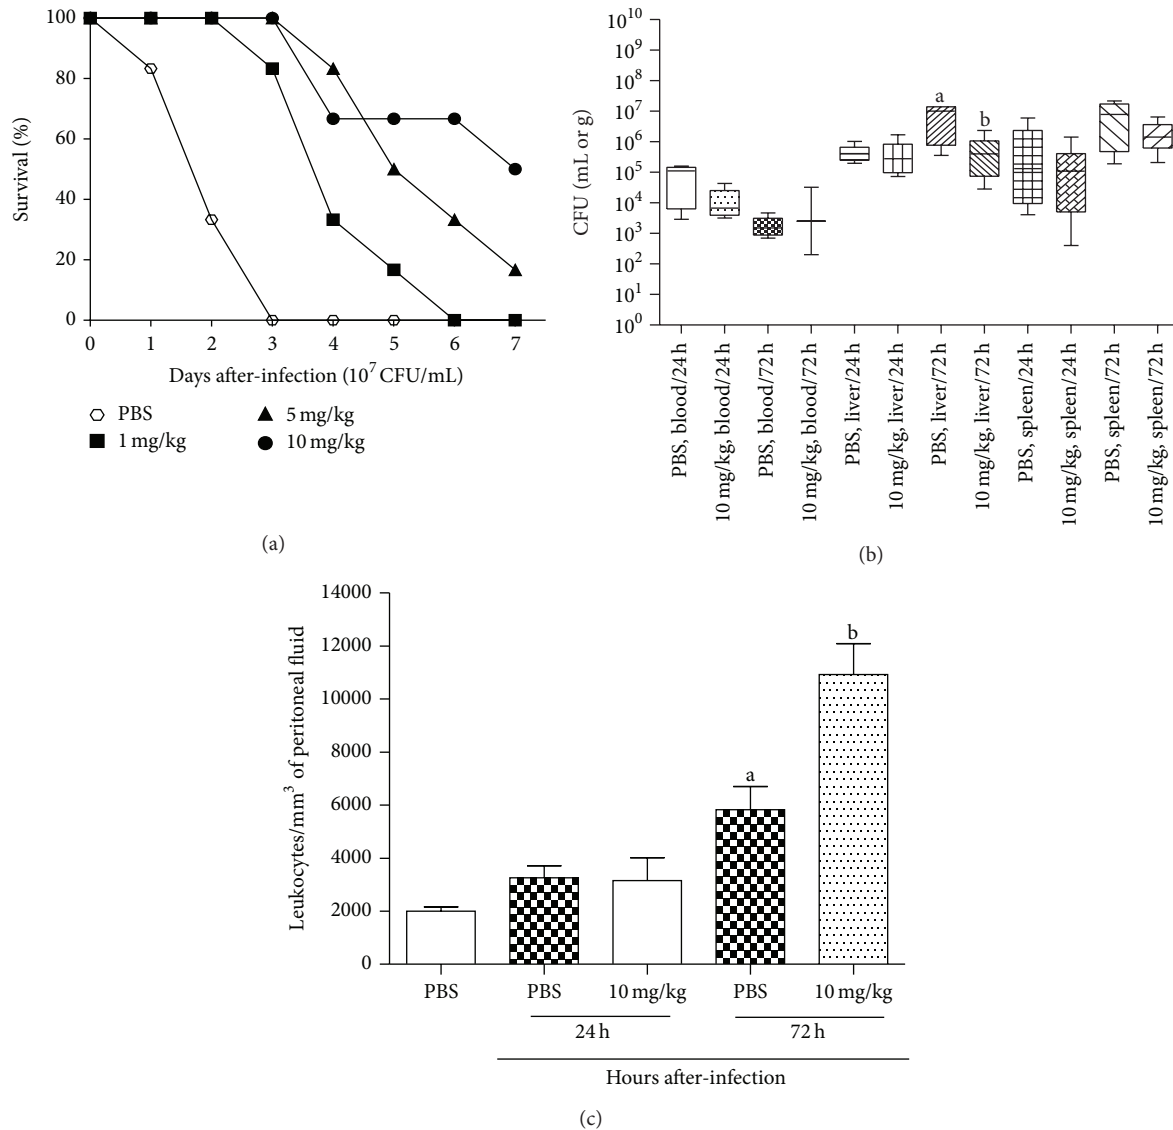 100
80
60
40
20
0
Survival (%)
0 1 2 3 4 5 6 7
Days after-infection (10⁷ CFU/mL)
PBS
1 mg/kg
5 mg/kg
10 mg/kg
(a)
10¹⁰
10⁹
10⁸
10⁷
10⁶
10⁵
10⁴
10³
10²
10¹
10⁰
CFU (mL or g)
a
b
PBS, blood/24 h
10 mg/kg, blood/24 h
PBS, blood/72 h
10 mg/kg, blood/72 h
PBS, liver/24 h
10 mg/kg, liver/24 h
PBS, liver/72 h
10 mg/kg, liver/72 h
PBS, spleen/24 h
10 mg/kg, spleen/24 h
PBS, spleen/72 h
10 mg/kg, spleen/72 h
(b)
14000
12000
10000
8000
6000
4000
2000
0
Leukocytes/mm³ of peritoneal fluid
a
b
PBS PBS 10 mg/kg PBS 10 mg/kg
24 h 72 h
Hours after-infection
(c)